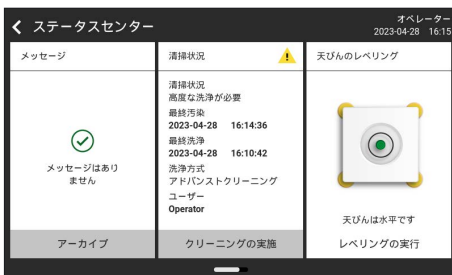 ステータスセンター
オペレーター
2023-04-28 16:15
メッセージ
メッセージはあり
ません
アーカイブ
清掃状況
清掃状況
高度な洗浄が必要
最終汚染
2023-04-28 16:14:36
最終洗浄
2023-04-28 16:10:42
洗浄方式
アドバンストクリーニング
ユーザー
Operator
クリーニングの実施
天びんのレベリング
天びんは水平です
レベリングの実行